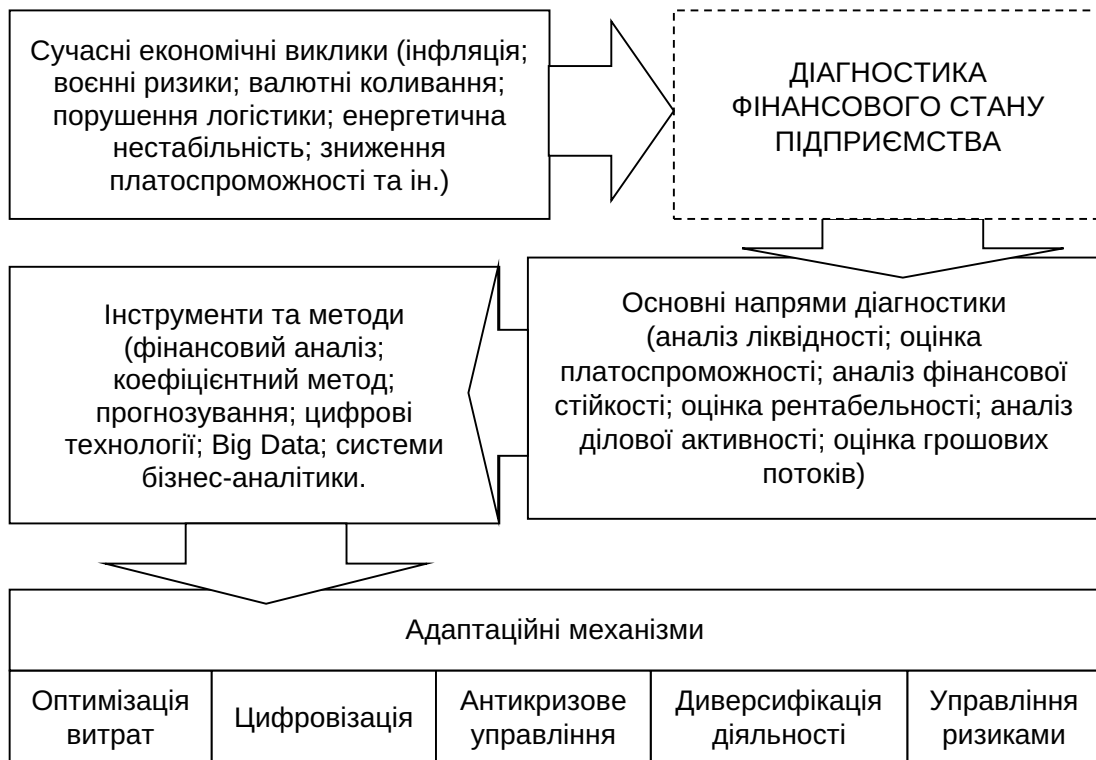 Сучасні економічні виклики (інфляція;
воєнні ризики; валютні коливання;
порушення логістики; енергетична
нестабільність; зниження
платоспроможності та ін.)
ДІАГНОСТИКА
ФІНАНСОВОГО СТАНУ
ПІДПРИЄМСТВА
Основні напрями діагностики
(аналіз ліквідності; оцінка
платоспроможності; аналіз фінансової
стійкості; оцінка рентабельності; аналіз
ділової активності; оцінка грошових
потоків)
Інструменти та методи
(фінансовий аналіз;
коефіцієнтний метод;
прогнозування; цифрові
технології; Big Data; системи
бізнес-аналітики.
Адаптаційні механізми
Оптимізація
витрат
Цифровізація
Антикризове
управління
Диверсифікація
діяльності
Управління
ризиками